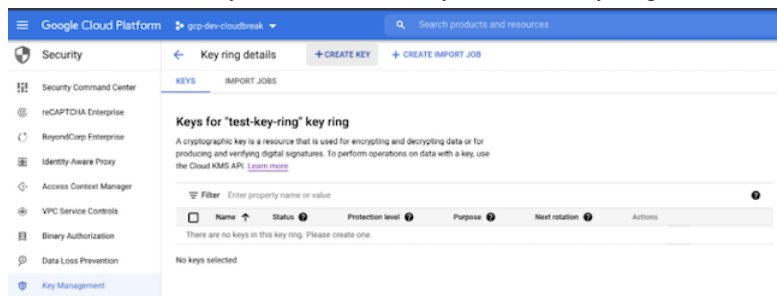 Google Cloud Platform
gcp-dev-cloudbreak
Search products and resources
Security
Key ring details
+ CREATE KEY
+ CREATE IMPORT JOB
Security Command Center
reCAPTCHA Enterprise
BeyondCorp Enterprise
Identity-Aware Proxy
Access Context Manager
VPC Service Controls
Binary Authorization
Data Loss Prevention
Key Management
KEYS
IMPORT JOBS
Keys for "test-key-ring" key ring
A cryptographic key is a resource that is used for encrypting and decrypting data or for
producing and verifying digital signatures. To perform operations on data with a key, use
the Cloud KMS API. Learn more
Filter Enter property name or value
Name Status Protection level Purpose Next rotation Actions
There are no keys in this key ring. Please create one.
No keys selected